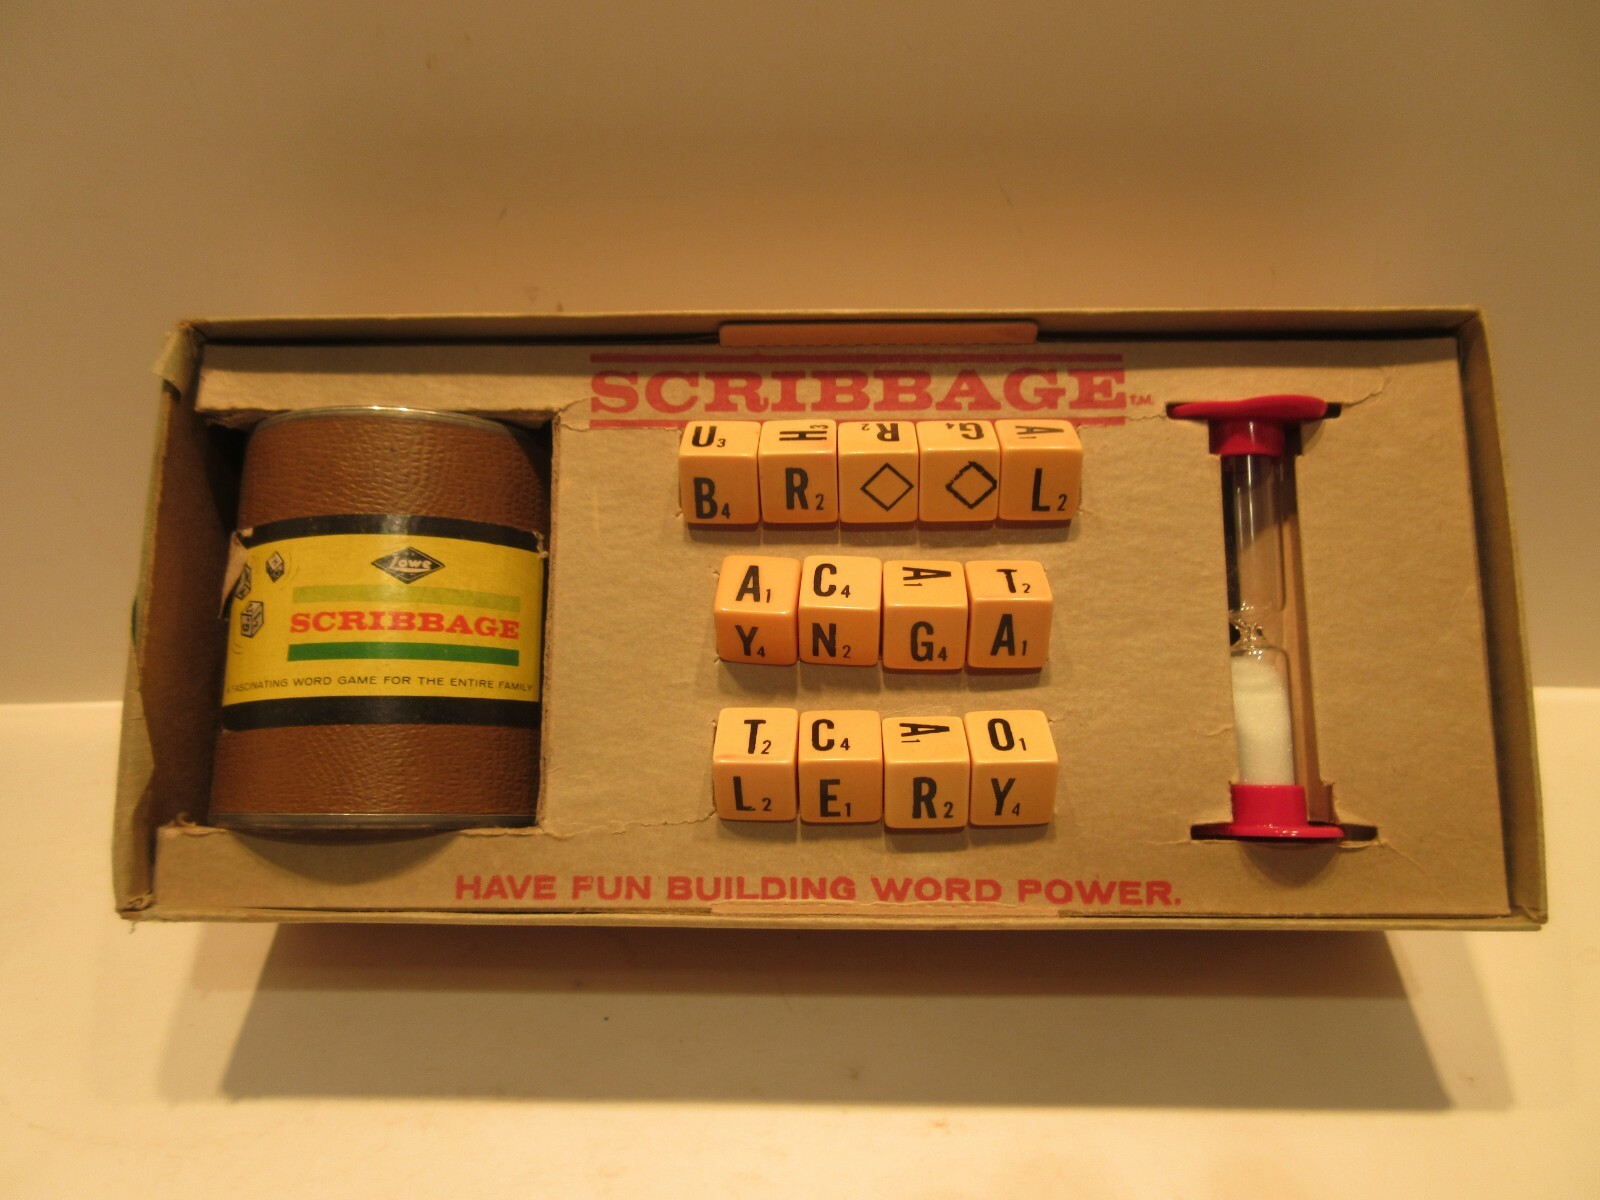 SCRIBBAGE T.M.
U3 H3 R2 G4 A1
B4 R2 L2
Lowe
SCRIBBAGE
A FASCINATING WORD GAME FOR THE ENTIRE FAMILY
A1 C4 A1 T2
Y4 N2 G4 A1
T2 C4 A1 O1
L2 E1 R2 Y4
HAVE FUN BUILDING WORD POWER.